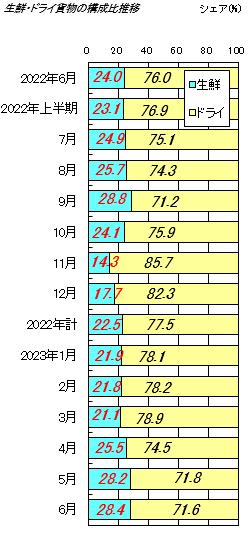 生鮮・ドライ貨物の構成比推移 シェア(%)
0 20 40 60 80 100
生鮮
ドライ
2022年6月 24.0 76.0
2022年上半期 23.1 76.9
7月 24.9 75.1
8月 25.7 74.3
9月 28.8 71.2
10月 24.1 75.9
11月 14.3 85.7
12月 17.7 82.3
2022年計 22.5 77.5
2023年1月 21.9 78.1
2月 21.8 78.2
3月 21.1 78.9
4月 25.5 74.5
5月 28.2 71.8
6月 28.4 71.6